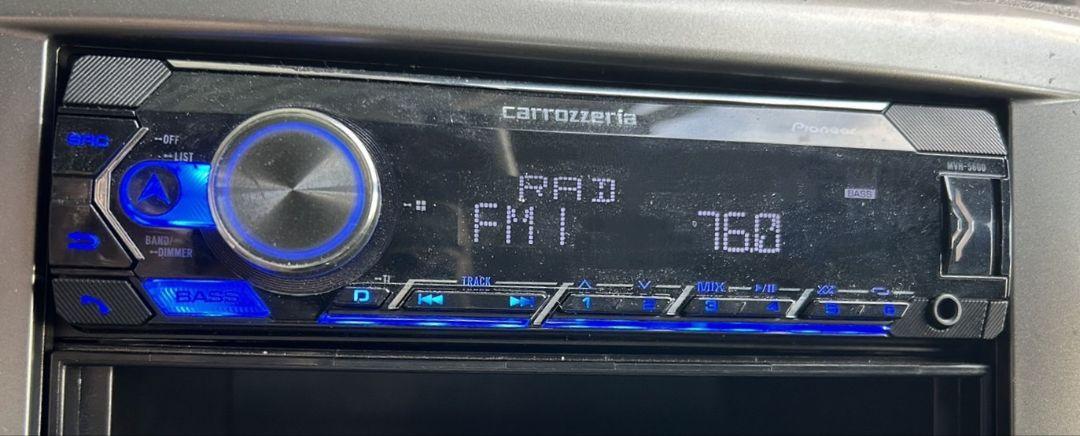 carrozzeria
Pioneer
MVH-5600
SRC
OFF
LIST
RAD
BASS
FM1 76.0
BAND/
DIMMER
TRACK
MIX
1 2 3 4 5 6
D
BASS